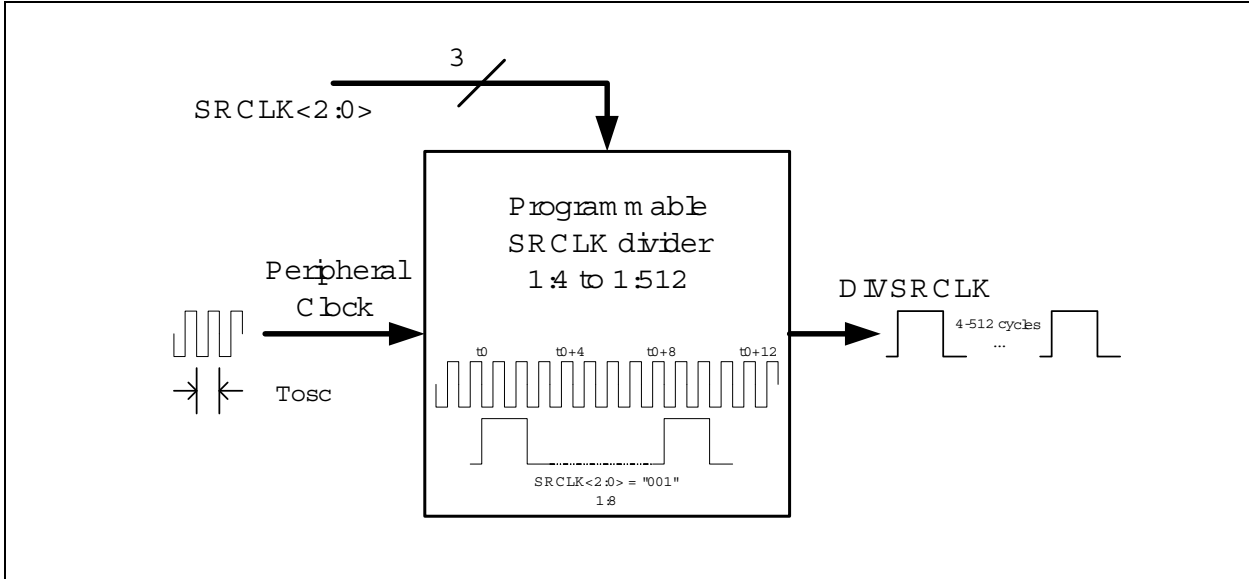 3
SRCLK<2:0>
Programmable
SRCLK divider
1:4 to 1:512
Peripheral
Clock
DIVSRCLK
4-512 cycles
...
t0 t0+4 t0+8 t0+12
Tosc
SRCLK<2:0> = "001"
1:8